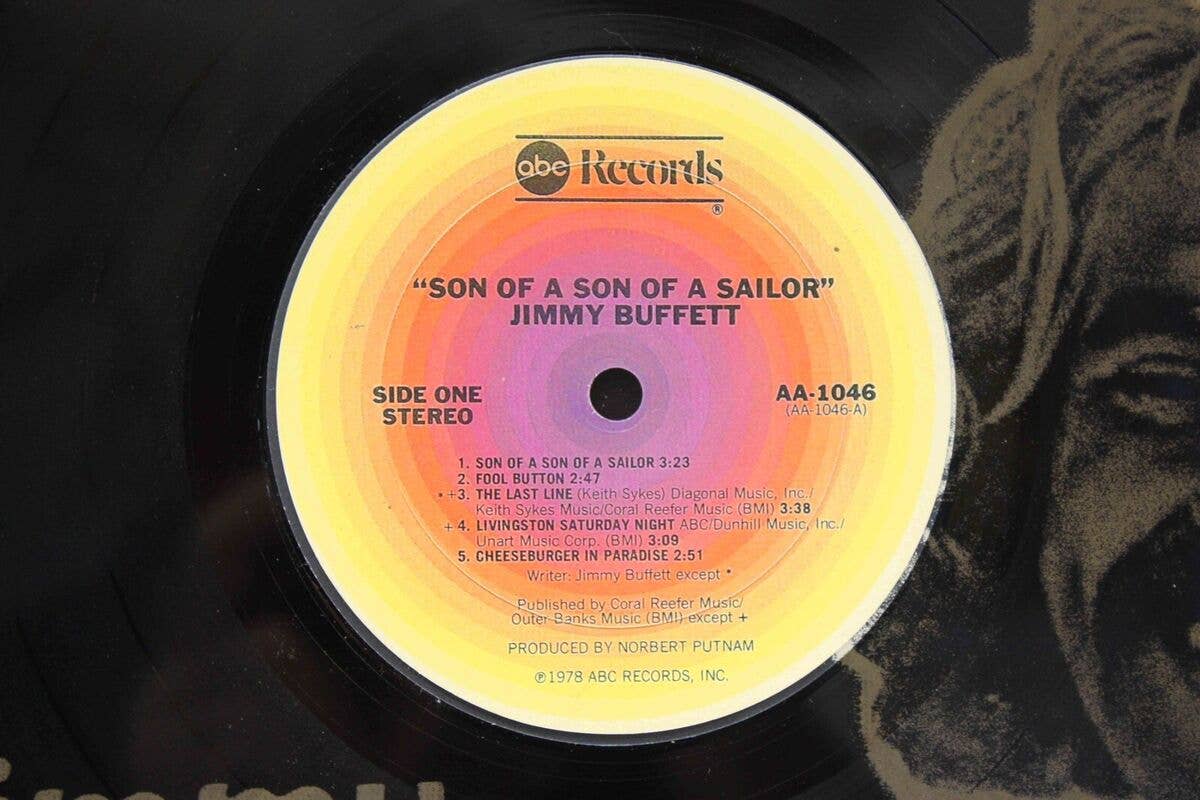 abc Records
®
“SON OF A SON OF A SAILOR”
JIMMY BUFFETT
SIDE ONE
STEREO
AA-1046
(AA-1046-A)
1. SON OF A SON OF A SAILOR 3:23
2. FOOL BUTTON 2:47
*+3. THE LAST LINE (Keith Sykes) Diagonal Music, Inc./
Keith Sykes Music/Coral Reefer Music (BMI) 3:38
+4. LIVINGSTON SATURDAY NIGHT ABC/Dunhill Music, Inc./
Unart Music Corp. (BMI) 3:09
5. CHEESEBURGER IN PARADISE 2:51
Writer: Jimmy Buffett except *
Published by Coral Reefer Music/
Outer Banks Music (BMI) except +
PRODUCED BY NORBERT PUTNAM
℗1978 ABC RECORDS, INC.